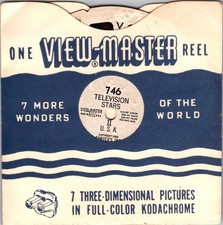 ONE VIEW-MASTER REEL
746
TELEVISION
STARS
II
U. S. A.
7 MORE
WONDERS
OF THE
WORLD
7 THREE-DIMENSIONAL PICTURES
IN FULL-COLOR KODACHROME